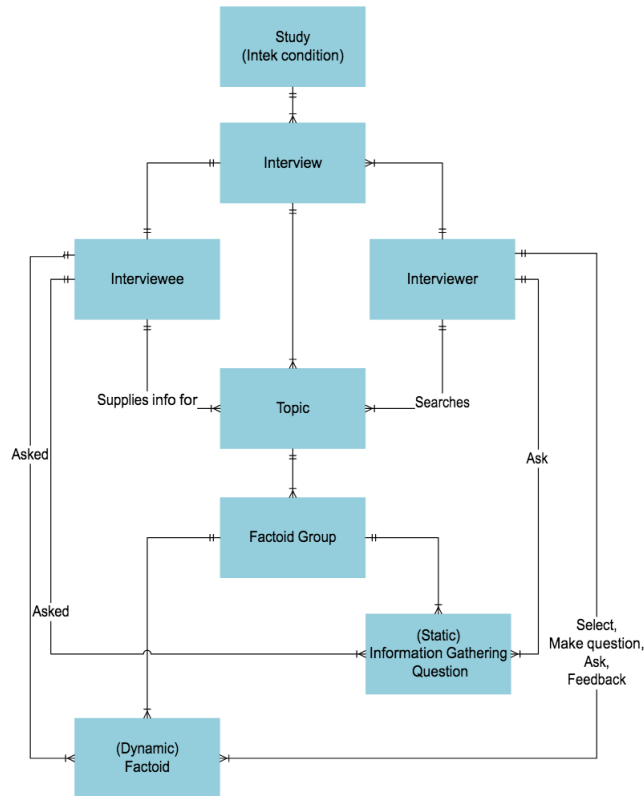 Study
(Intek condition)
Interview
Interviewee
Interviewer
Supplies info for
Topic
Searches
Asked
Ask
Factoid Group
Asked
(Static)
Information Gathering
Question
Select,
Make question,
Ask,
Feedback
(Dynamic)
Factoid